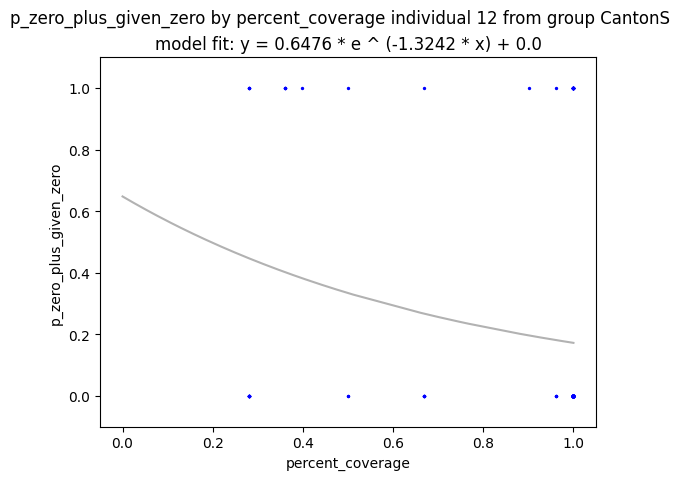 p_zero_plus_given_zero by percent_coverage individual 12 from group CantonS
model fit: y = 0.6476 * e ^ (-1.3242 * x) + 0.0
1.0
0.8
0.6
0.4
0.2
0.0
p_zero_plus_given_zero
0.0 0.2 0.4 0.6 0.8 1.0
percent_coverage